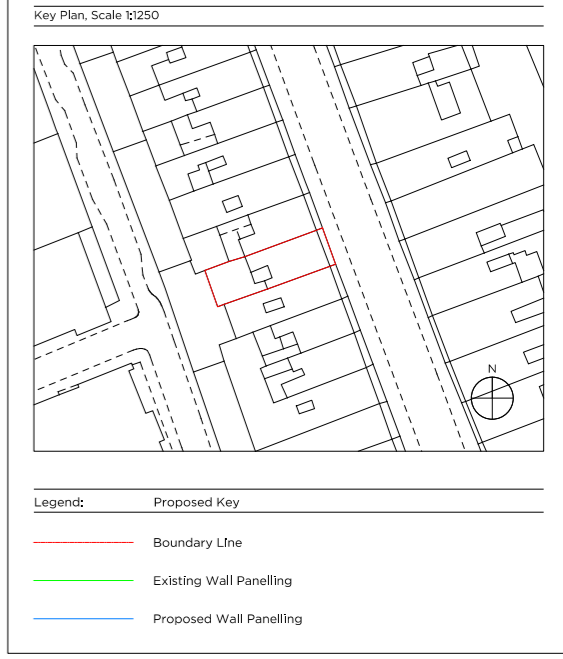 Key Plan, Scale 1:1250
N
Legend: Proposed Key
Boundary Line
Existing Wall Panelling
Proposed Wall Panelling